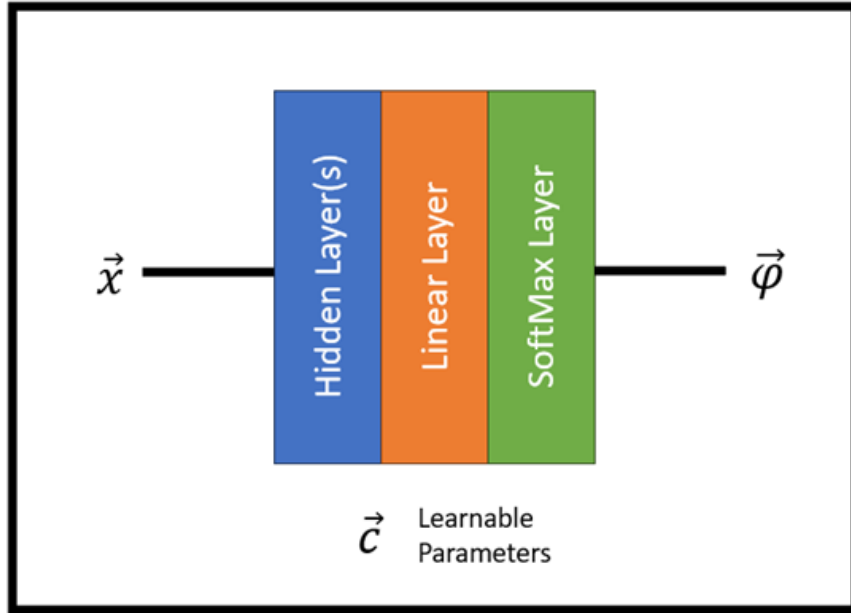 Hidden Layer(s)
Linear Layer
SoftMax Layer
x⃗
φ⃗
c⃗
Learnable
Parameters